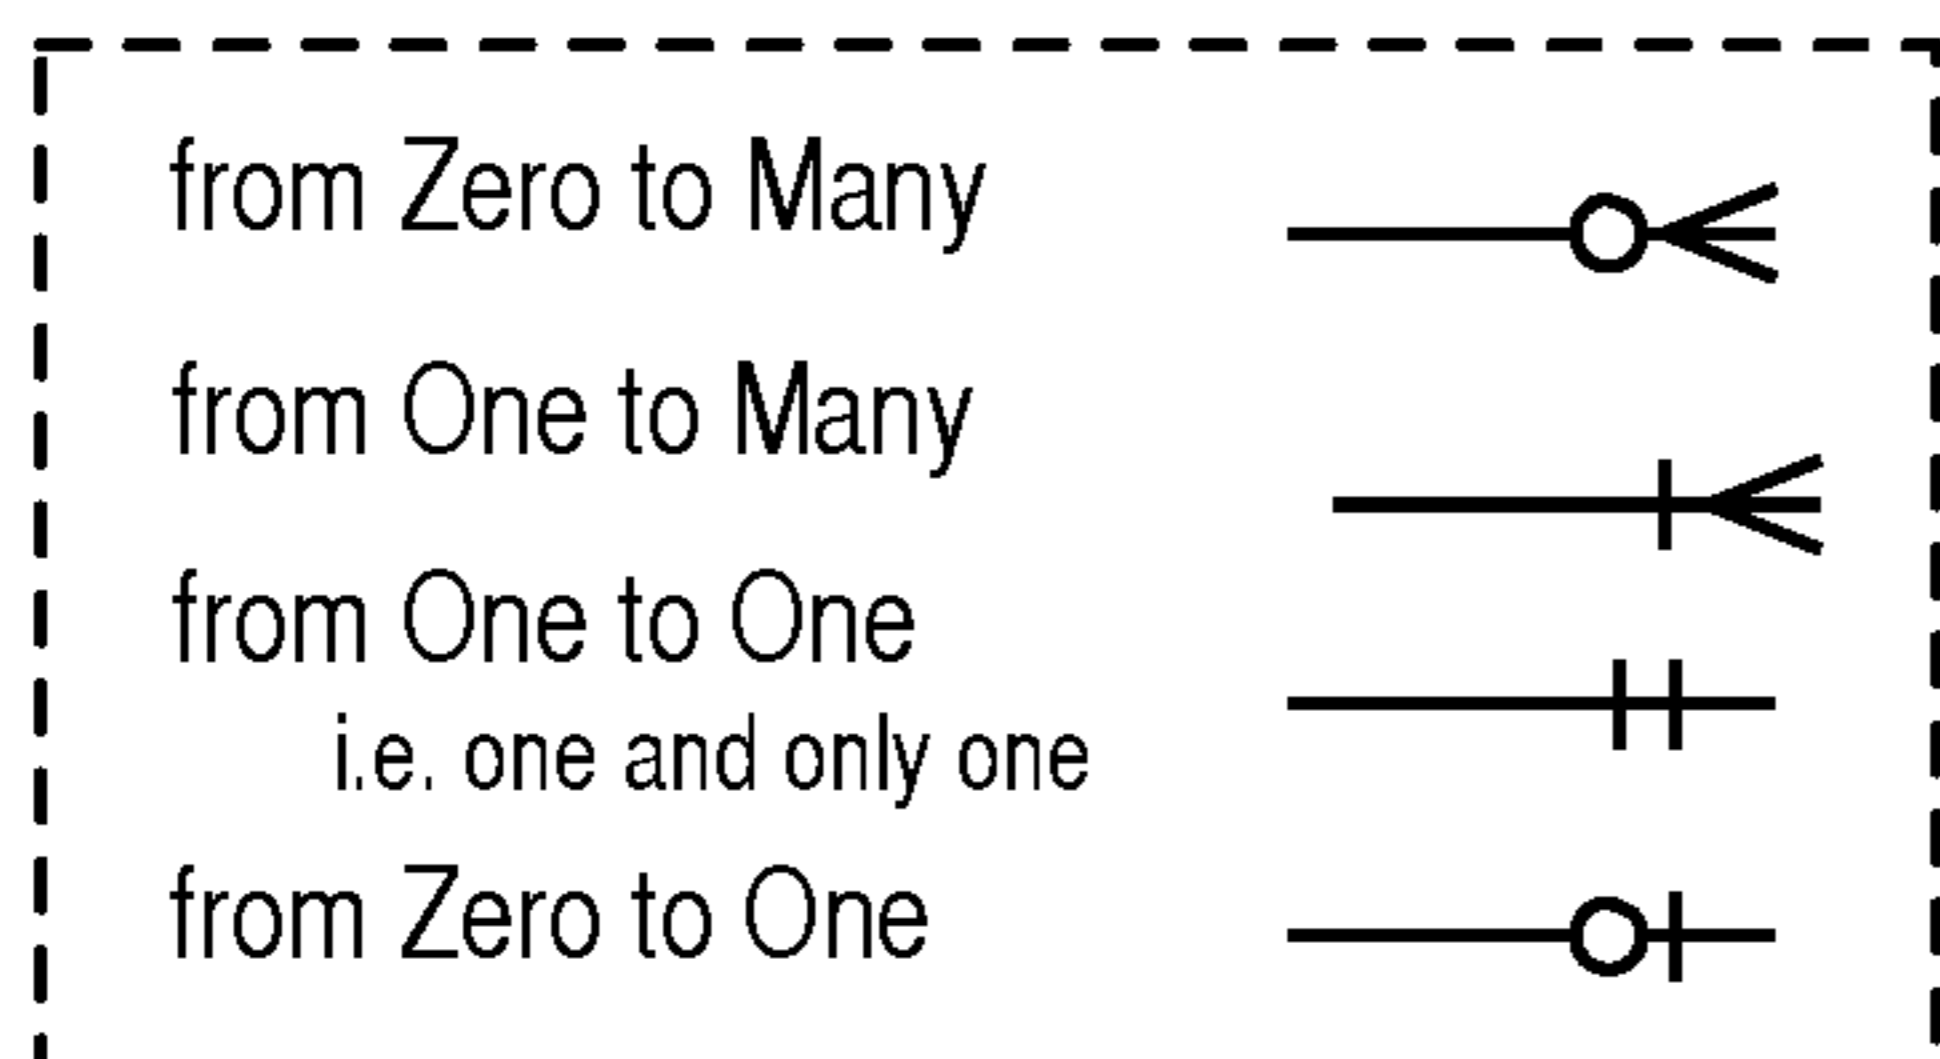 from Zero to Many
from One to Many
from One to One
i.e. one and only one
from Zero to One